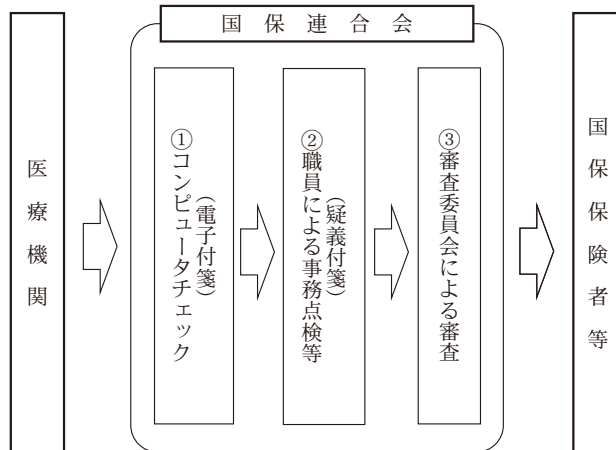 国保連合会
医療機関
①コンピュータチェック
(電子付箋)
②職員による事務点検等
(疑義付箋)
③審査委員会による審査
国保保険者等